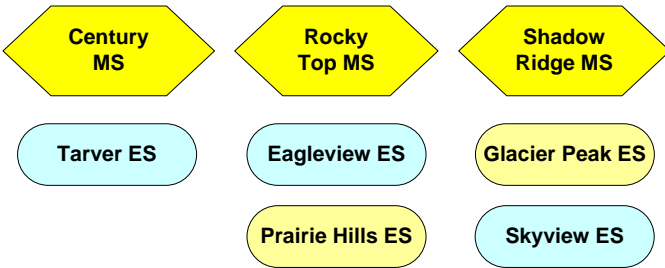 Century
MS
Rocky
Top MS
Shadow
Ridge MS
Tarver ES
Eagleview ES
Glacier Peak ES
Prairie Hills ES
Skyview ES